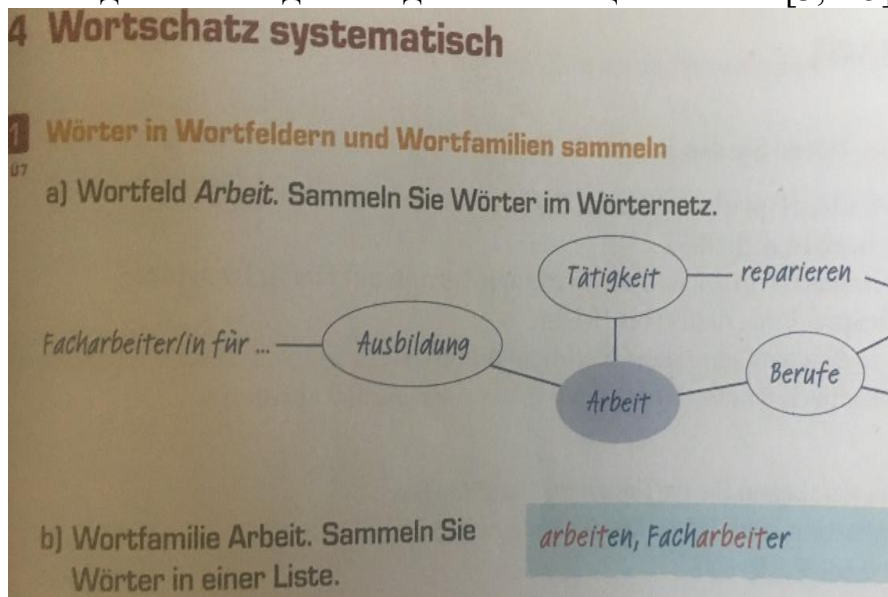 4 Wortschatz systematisch
1 Wörter in Wortfeldern und Wortfamilien sammeln
Ü7
a) Wortfeld Arbeit. Sammeln Sie Wörter im Wörternetz.
Tätigkeit reparieren
Facharbeiter/in für ... Ausbildung
Berufe
Arbeit
b) Wortfamilie Arbeit. Sammeln Sie
Wörter in einer Liste.
arbeiten, Facharbeiter